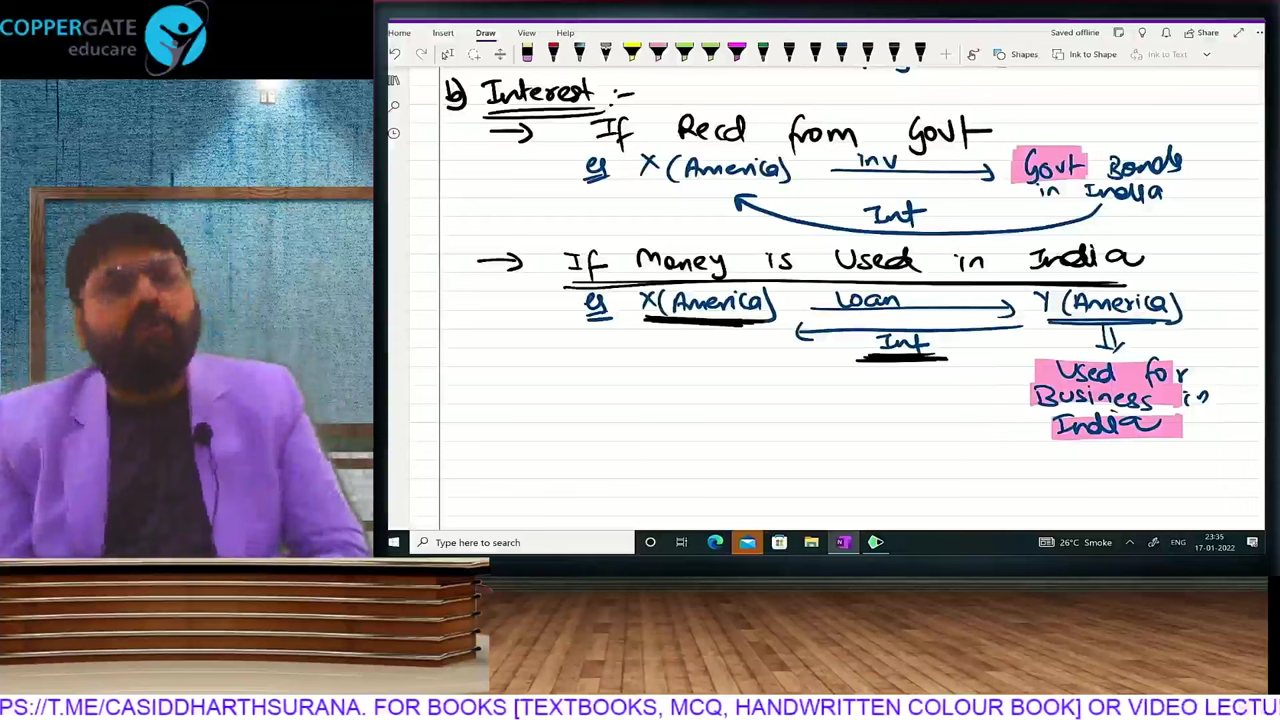 COPPERGATE
educare
Home Insert Draw View Help
Saved offline
Share
Shapes
Ink to Shape
Ink to Text
b) Interest :-
→ If Recd from Govt
eg X (America) inv → Govt Bonds
in India
Int
→ If Money is Used in India
eg X (America) Loan → Y (America)
Int
Used for
Business in
India
Type here to search
26°C Smoke
ENG
23:35
17-01-2022
PS://T.ME/CASIDDHARTHSURANA. FOR BOOKS [TEXTBOOKS, MCQ, HANDWRITTEN COLOUR BOOK] OR VIDEO LECTU